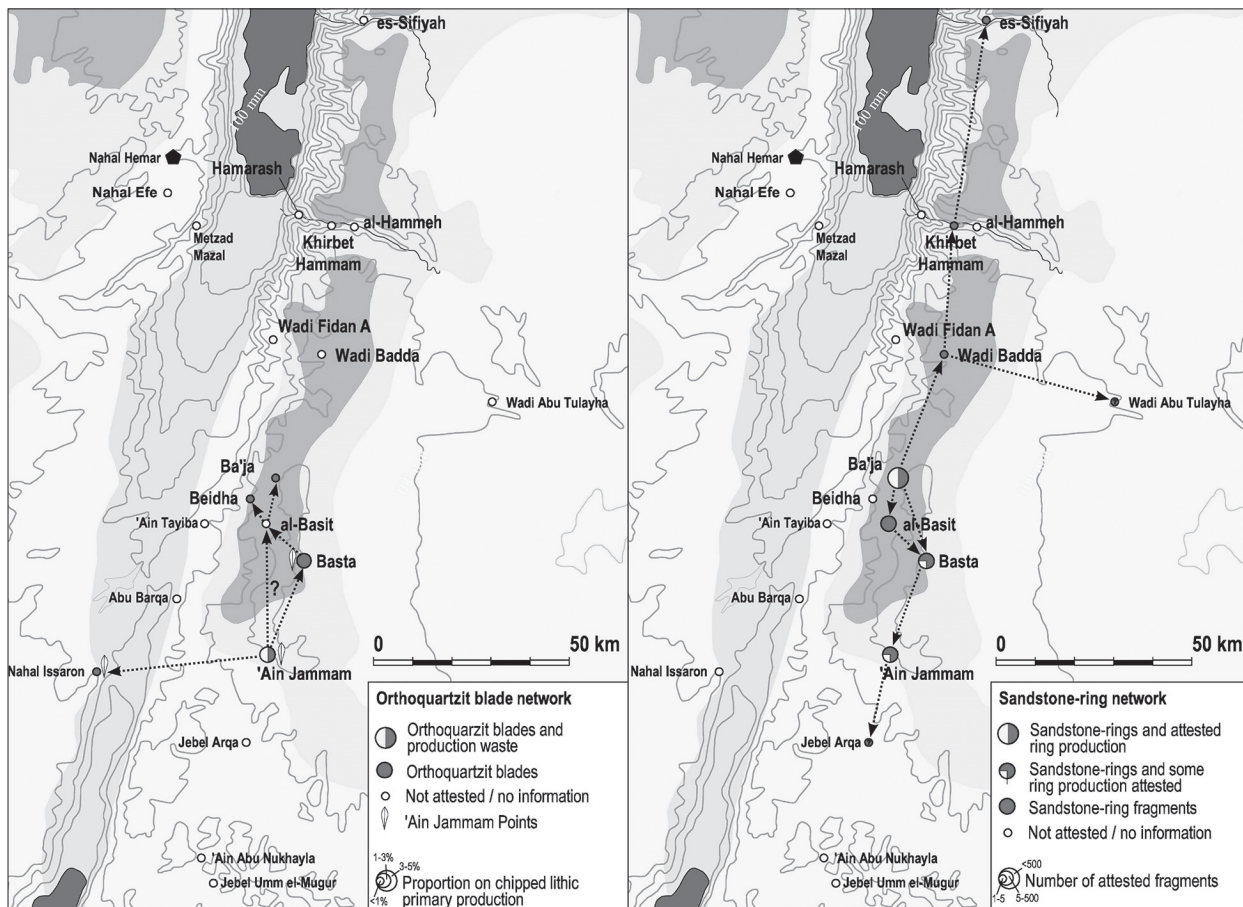 es-Sifiyah
00 mm
Nahal Hemar
Hamarash
Nahal Efe
al-Hammeh
Metzad
Mazal
Khirbet
Hammam
Wadi Fidan A
Wadi Badda
Wadi Abu Tulayha
Ba'ja
Beidha
'Ain Tayiba
al-Basit
Basta
?
Abu Barqa
0 50 km
Nahal Issaron
'Ain Jammam
Jebel Arqa
'Ain Abu Nukhayla
Jebel Umm el-Mugur
Orthoquartzit blade network
Orthoquarzit blades and
production waste
Orthoquartzit blades
Not attested / no information
'Ain Jammam Points
1-3%
3-5%
<1%
Proportion on chipped lithic
primary production
es-Sifiyah
00 mm
Nahal Hemar
Hamarash
Nahal Efe
al-Hammeh
Metzad
Mazal
Khirbet
Hammam
Wadi Fidan A
Wadi Badda
Wadi Abu Tulayha
Ba'ja
Beidha
'Ain Tayiba
al-Basit
Basta
Abu Barqa
0 50 km
Nahal Issaron
'Ain Jammam
Jebel Arqa
'Ain Abu Nukhayla
Jebel Umm el-Mugur
Sandstone-ring network
Sandstone-rings and attested
ring production
Sandstone-rings and some
ring production attested
Sandstone-ring fragments
Not attested / no information
<500
Number of attested fragments
1-5
5-500